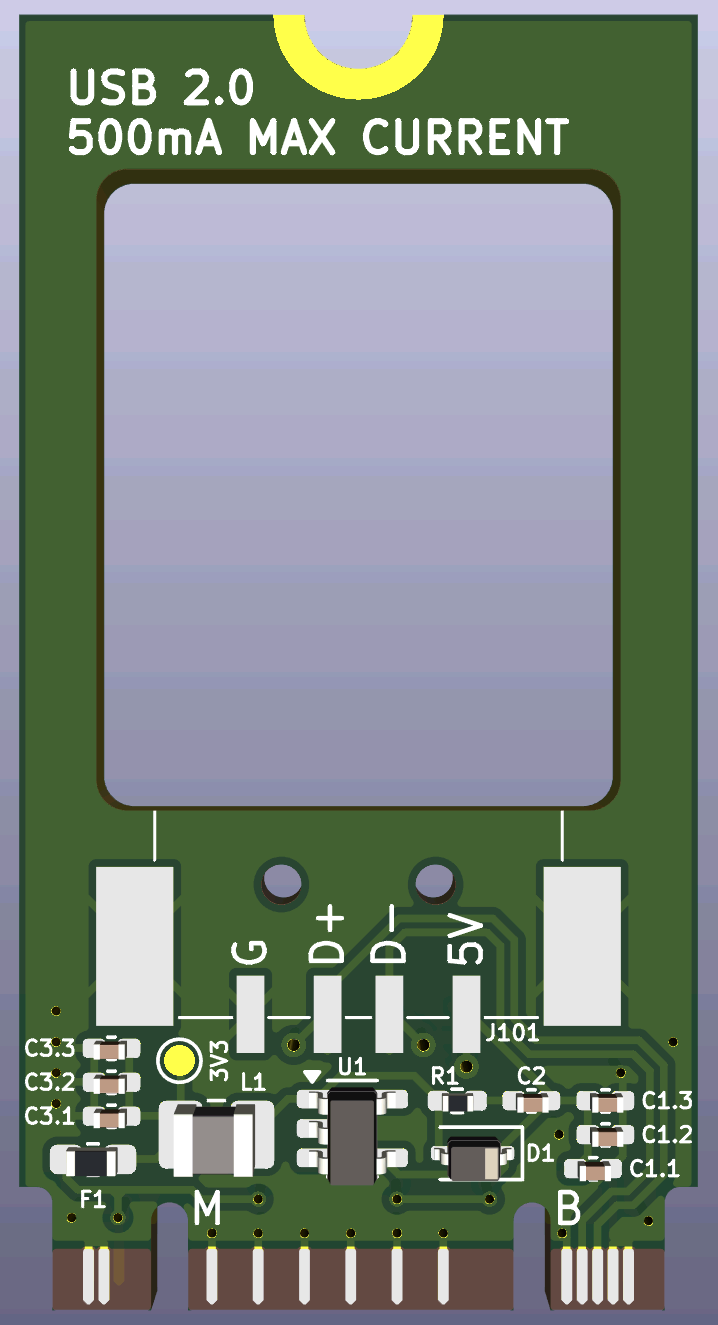 USB 2.0
500mA MAX CURRENT
G
D+
D-
5V
J101
C3.3
3V3
C3.2
L1
U1
R1
C2
C1.3
C3.1
C1.2
D1
C1.1
F1
M
B